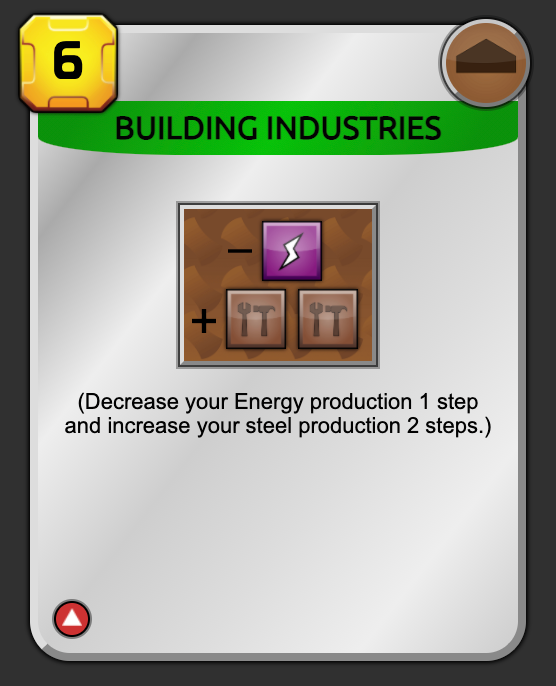 6
BUILDING INDUSTRIES
(Decrease your Energy production 1 step
and increase your steel production 2 steps.)